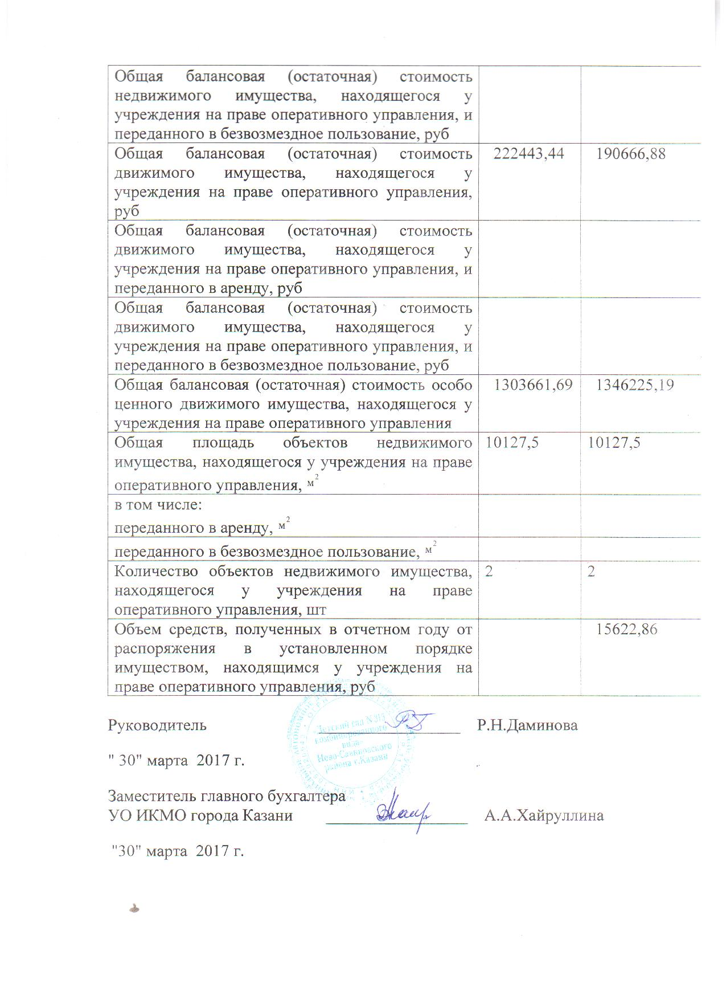 Общая балансовая (остаточная) стоимость
недвижимого имущества, находящегося у
учреждения на праве оперативного управления, и
переданного в безвозмездное пользование, руб
Общая балансовая (остаточная) стоимость 222443,44 190666,88
движимого имущества, находящегося у
учреждения на праве оперативного управления,
руб
Общая балансовая (остаточная) стоимость
движимого имущества, находящегося у
учреждения на праве оперативного управления, и
переданного в аренду, руб
Общая балансовая (остаточная) стоимость
движимого имущества, находящегося у
учреждения на праве оперативного управления, и
переданного в безвозмездное пользование, руб
Общая балансовая (остаточная) стоимость особо 1303661,69 1346225,19
ценного движимого имущества, находящегося у
учреждения на праве оперативного управления
Общая площадь объектов недвижимого 10127,5 10127,5
имущества, находящегося у учреждения на праве
оперативного управления, м²
в том числе:
переданного в аренду, м²
переданного в безвозмездное пользование, м²
Количество объектов недвижимого имущества, 2 2
находящегося у учреждения на праве
оперативного управления, шт
Объем средств, полученных в отчетном году от 15622,86
распоряжения в установленном порядке
имуществом, находящимся у учреждения на
праве оперативного управления, руб
Руководитель Р.Н.Даминова
"Детский сад №
комбинированного
вида"
Ново-Савиновского
района г.Казани
" 30" марта 2017 г.
Заместитель главного бухгалтера
УО ИКМО города Казани А.А.Хайруллина
"30" марта 2017 г.